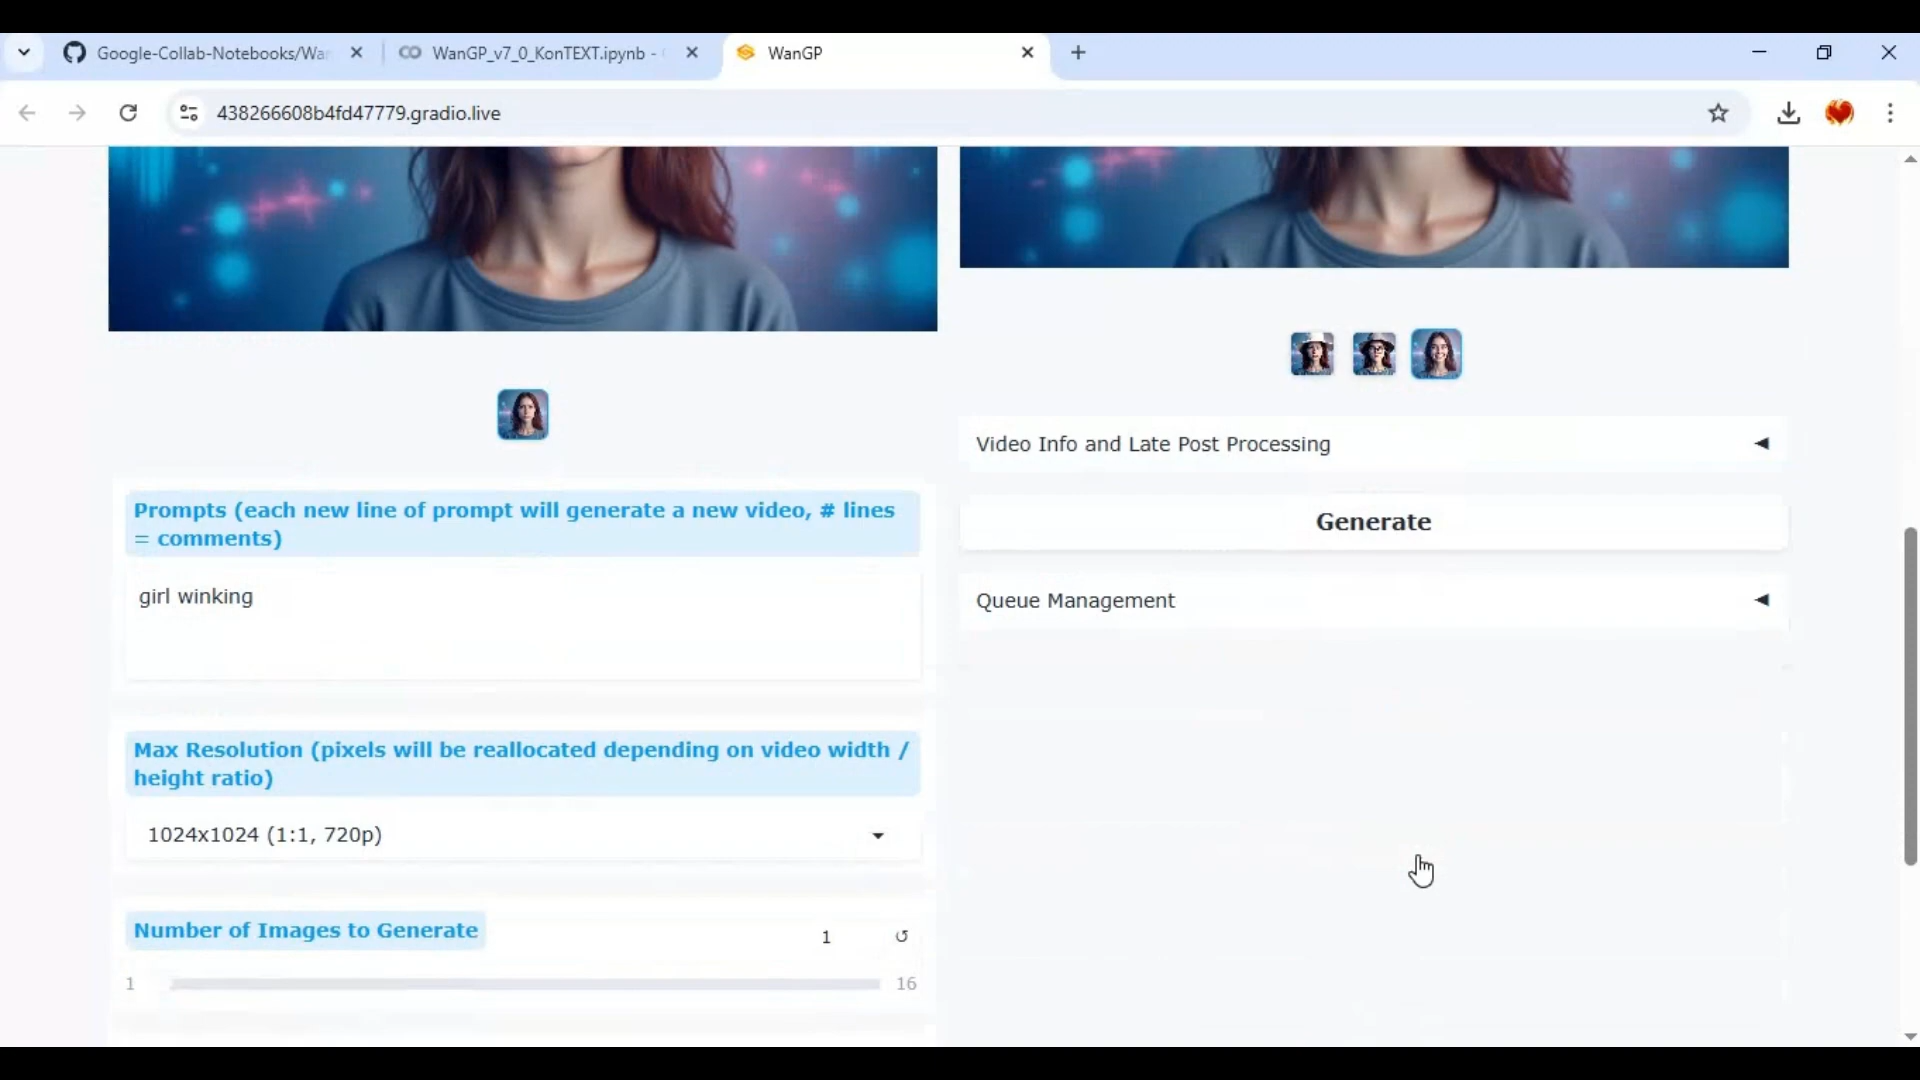 Google-Collab-Notebooks/Wan
WanGP_v7_0_KonTEXT.ipynb -
WanGP
438266608b4fd47779.gradio.live
Video Info and Late Post Processing
Generate
Queue Management
Prompts (each new line of prompt will generate a new video, # lines
= comments)
girl winking
Max Resolution (pixels will be reallocated depending on video width /
height ratio)
1024x1024 (1:1, 720p)
Number of Images to Generate
1
1
16